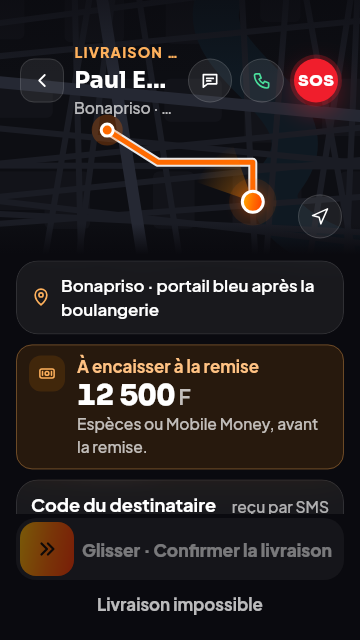 LIVRAISON …
Paul E…
Bonapriso · …
SOS
Bonapriso · portail bleu après la
boulangerie
À encaisser à la remise
12 500 F
Espèces ou Mobile Money, avant
la remise.
Code du destinataire reçu par SMS
Glisser · Confirmer la livraison
Livraison impossible